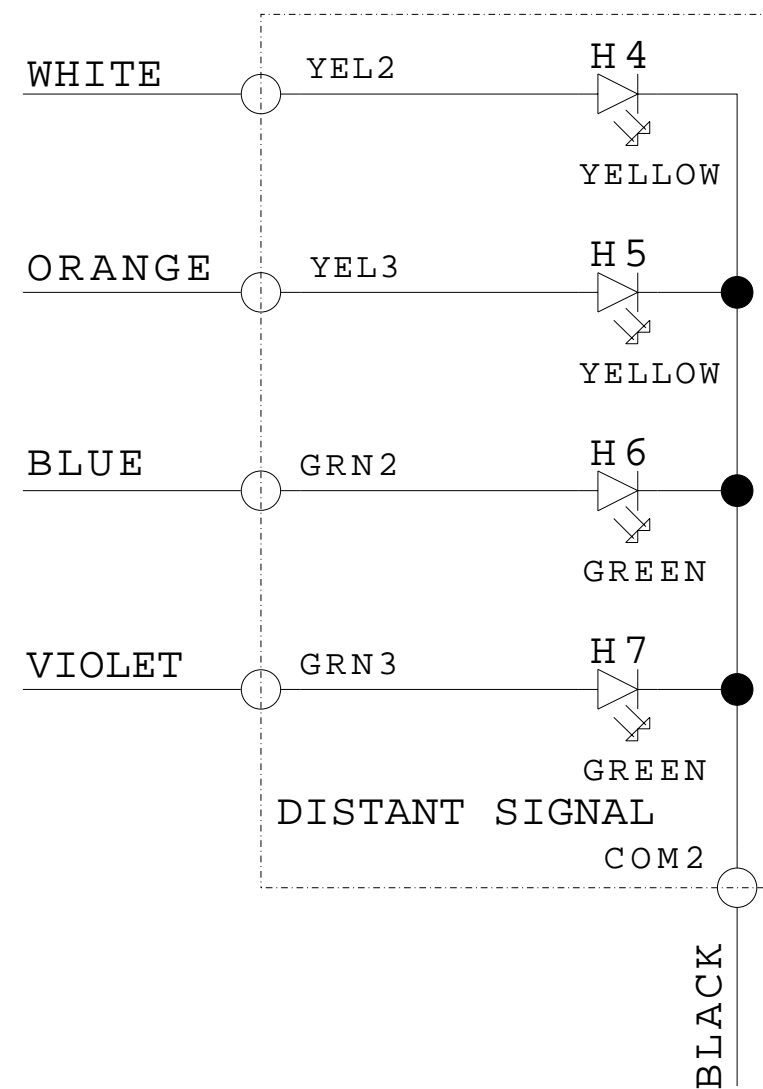 H4
WHITE YEL2
YELLOW
H5
ORANGE YEL3
YELLOW
H6
BLUE GRN2
GREEN
H7
VIOLET GRN3
GREEN
DISTANT SIGNAL
COM2
BLACK